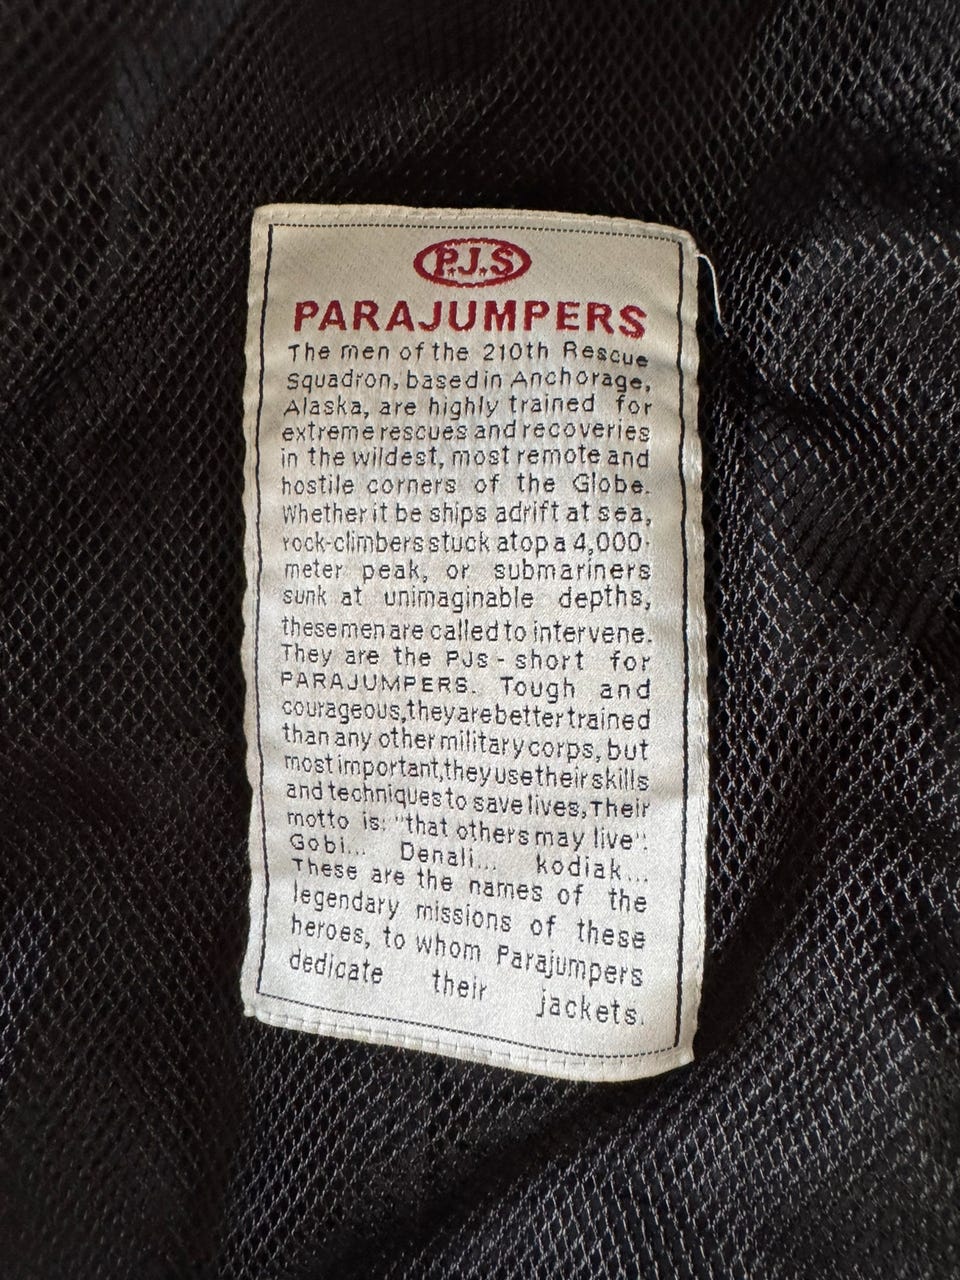 P.J.S
PARAJUMPERS
The men of the 210th Rescue
Squadron, based in Anchorage,
Alaska, are highly trained for
extreme rescues and recoveries
in the wildest, most remote and
hostile corners of the Globe.
Whether it be ships adrift at sea,
rock-climbers stuck atop a 4,000-
meter peak, or submariners
sunk at unimaginable depths,
these men are called to intervene.
They are the PJs - short for
PARAJUMPERS. Tough and
courageous, they are better trained
than any other military corps, but
most important, they use their skills
and techniques to save lives, Their
motto is: "that others may live".
Gobi... Denali... kodiak...
These are the names of the
legendary missions of these
heroes, to whom Parajumpers
dedicate their jackets.